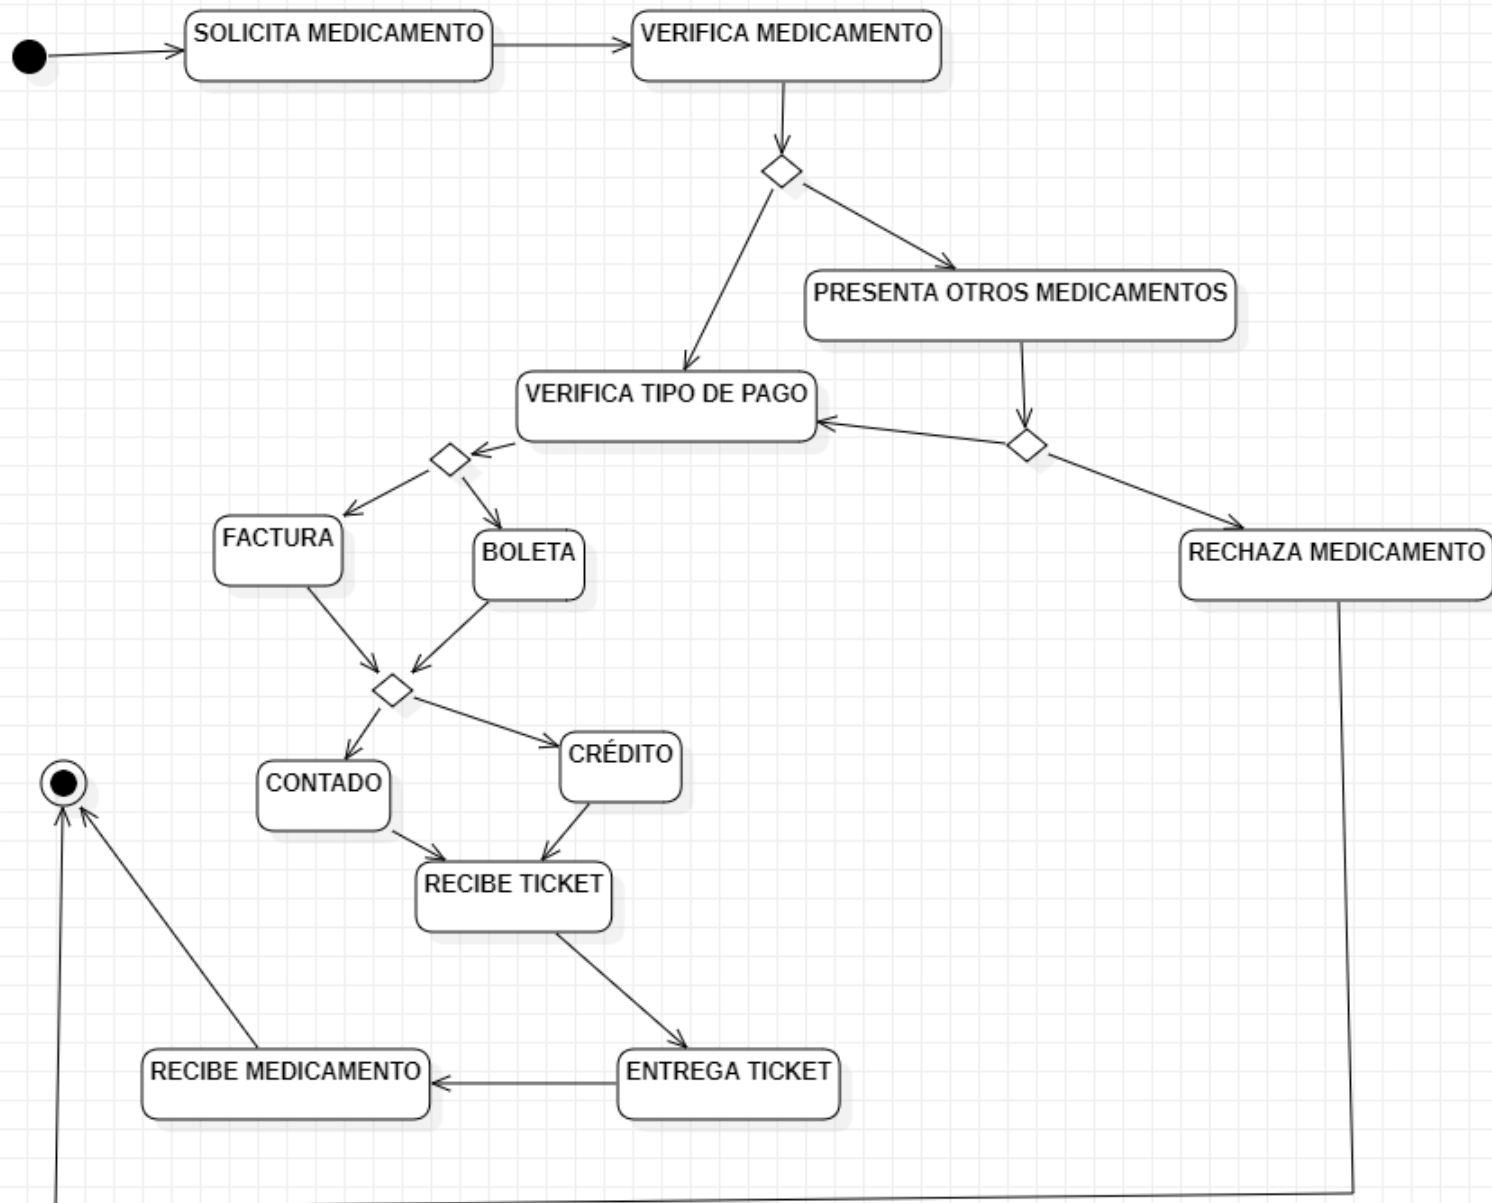 SOLICITA MEDICAMENTO
VERIFICA MEDICAMENTO
PRESENTA OTROS MEDICAMENTOS
VERIFICA TIPO DE PAGO
FACTURA
BOLETA
RECHAZA MEDICAMENTO
CRÉDITO
CONTADO
RECIBE TICKET
RECIBE MEDICAMENTO
ENTREGA TICKET